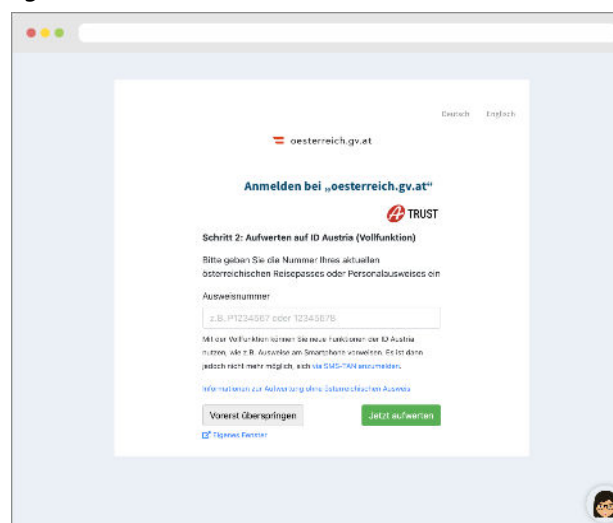 Deutsch Englisch
oesterreich.gv.at
Anmelden bei „oesterreich.gv.at“
A TRUST
Schritt 2: Aufwerten auf ID Austria (Vollfunktion)
Bitte geben Sie die Nummer Ihres aktuellen
österreichischen Reisepasses oder Personalausweises ein
Ausweisnummer
z.B. P1234567 oder 12345678
Mit der Vollfunktion können Sie neue Funktionen der ID Austria
nutzen, wie z.B. Ausweise am Smartphone vorweisen. Es ist dann
jedoch nicht mehr möglich, sich via SMS-TAN anzumelden.
Informationen zur Aufwertung ohne österreichischen Ausweis
Vorerst überspringen Jetzt aufwerten
Eigenes Fenster